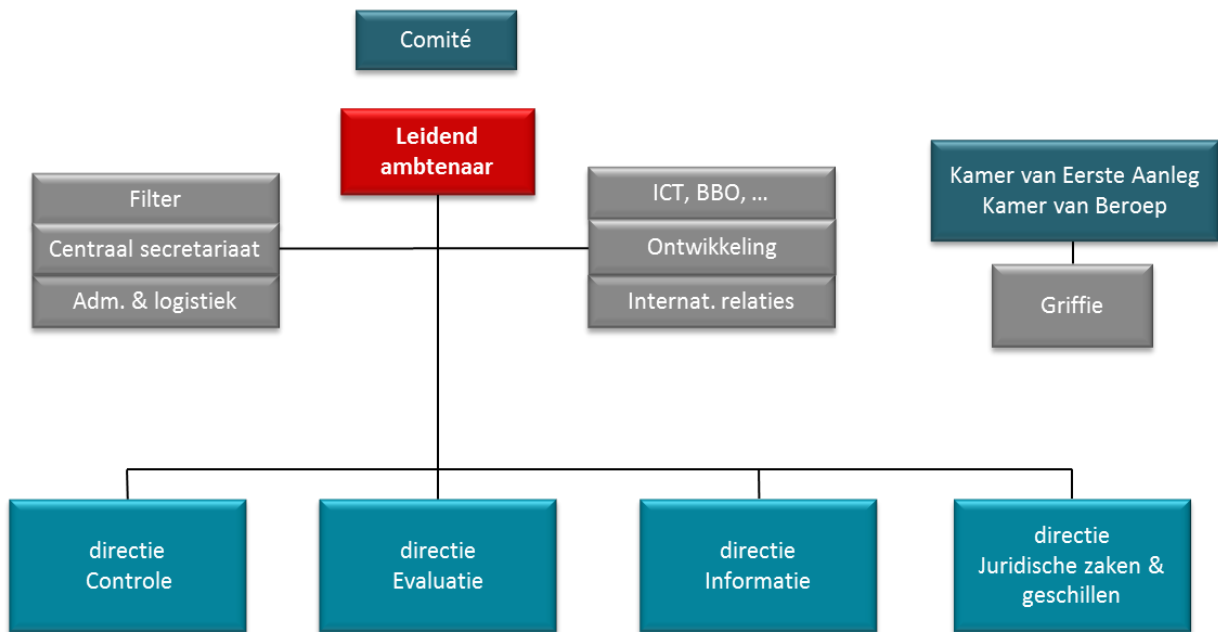 Comité
Leidend
ambtenaar
Filter
Centraal secretariaat
Adm. & logistiek
ICT, BBO, ...
Ontwikkeling
Internat. relaties
Kamer van Eerste Aanleg
Kamer van Beroep
Griffie
directie
Controle
directie
Evaluatie
directie
Informatie
directie
Juridische zaken &
geschillen